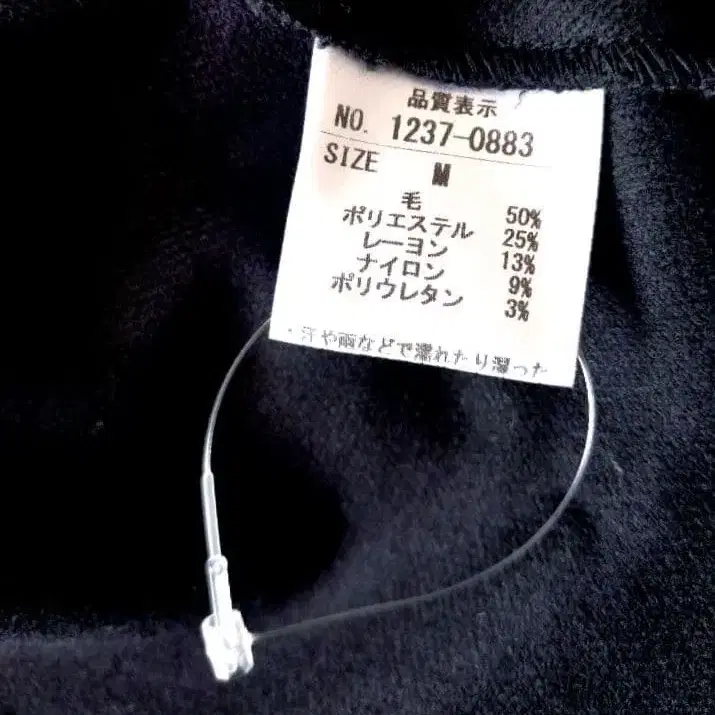 品質表示
NO. 1237-0883
SIZE M
毛 50%
ポリエステル 25%
レーヨン 13%
ナイロン 9%
ポリウレタン 3%
・汗や雨などで濡れたり湿った